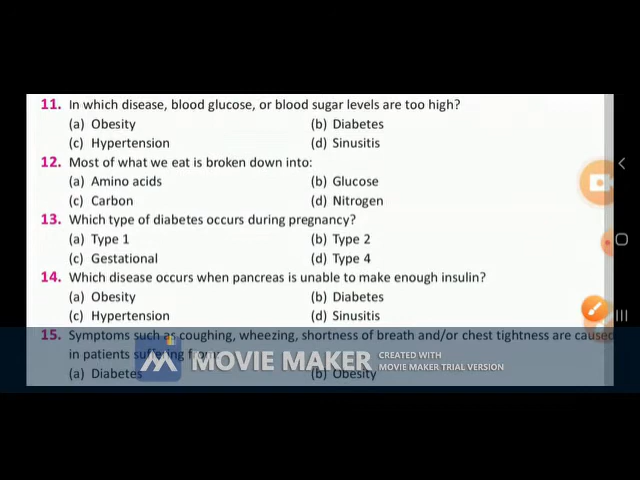 11. In which disease, blood glucose, or blood sugar levels are too high?
(a) Obesity (b) Diabetes
(c) Hypertension (d) Sinusitis
12. Most of what we eat is broken down into:
(a) Amino acids (b) Glucose
(c) Carbon (d) Nitrogen
13. Which type of diabetes occurs during pregnancy?
(a) Type 1 (b) Type 2
(c) Gestational (d) Type 4
14. Which disease occurs when pancreas is unable to make enough insulin?
(a) Obesity (b) Diabetes
(c) Hypertension (d) Sinusitis
15. Symptoms such as coughing, wheezing, shortness of breath and/or chest tightness are caused
in patients suffering from:
(a) Diabetes (b) Obesity
MOVIE MAKER
CREATED WITH
MOVIE MAKER TRIAL VERSION